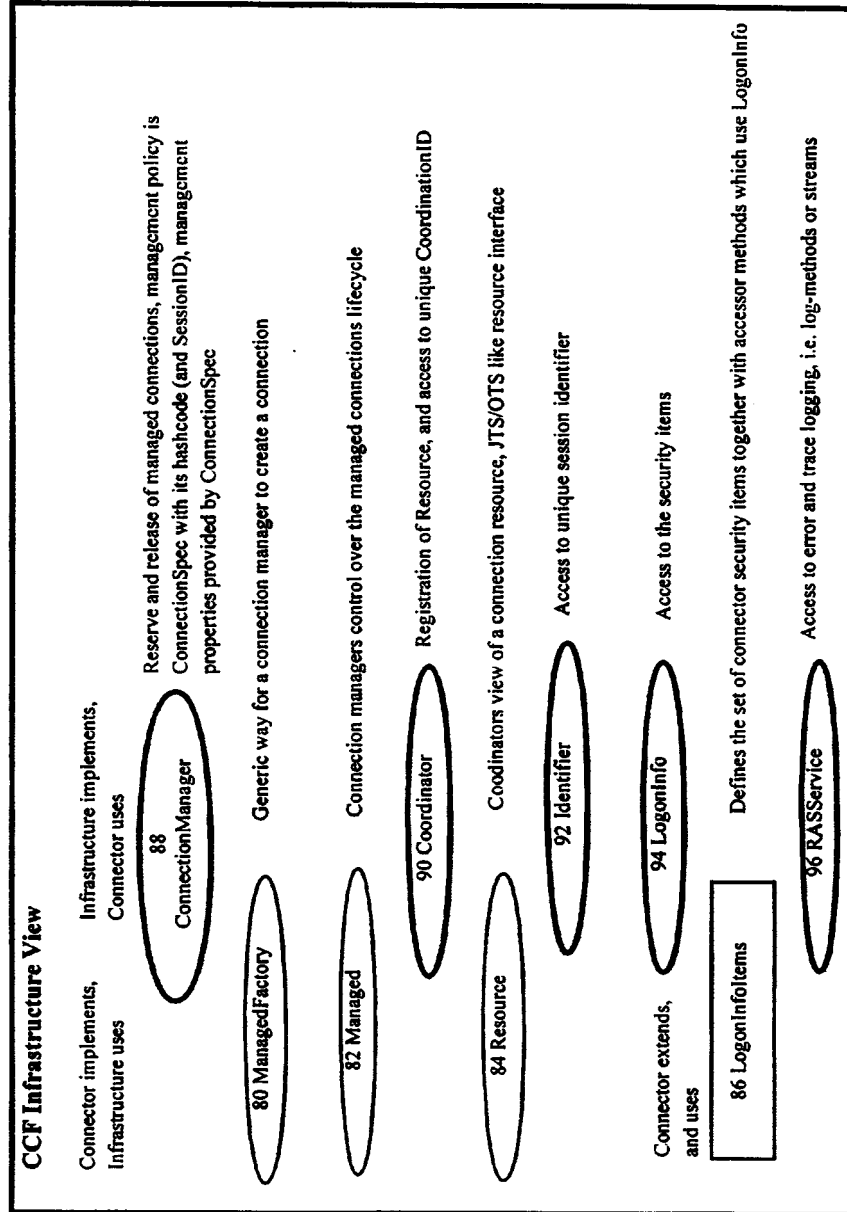 CCF Infrastructure View
Connector implements,
Infrastructure uses
Infrastructure implements,
Connector uses
88
ConnectionManager
Reserve and release of managed connections, management policy is
ConnectionSpec with its hashcode (and SessionID), management
properties provided by ConnectionSpec
80 ManagedFactory
Generic way for a connection manager to create a connection
82 Managed
Connection managers control over the managed connections lifecycle
90 Coordinator
Registration of Resource, and access to unique CoordinationID
84 Resource
Coodinators view of a connection resource, JTS/OTS like resource interface
92 Identifier
Access to unique session identifier
94 LogonInfo
Access to the security items
Connector extends,
and uses
86 LogonInfoItems
Defines the set of connector security items together with accessor methods which use LogonInfo
96 RASService
Access to error and trace logging, i.e. log-methods or streams